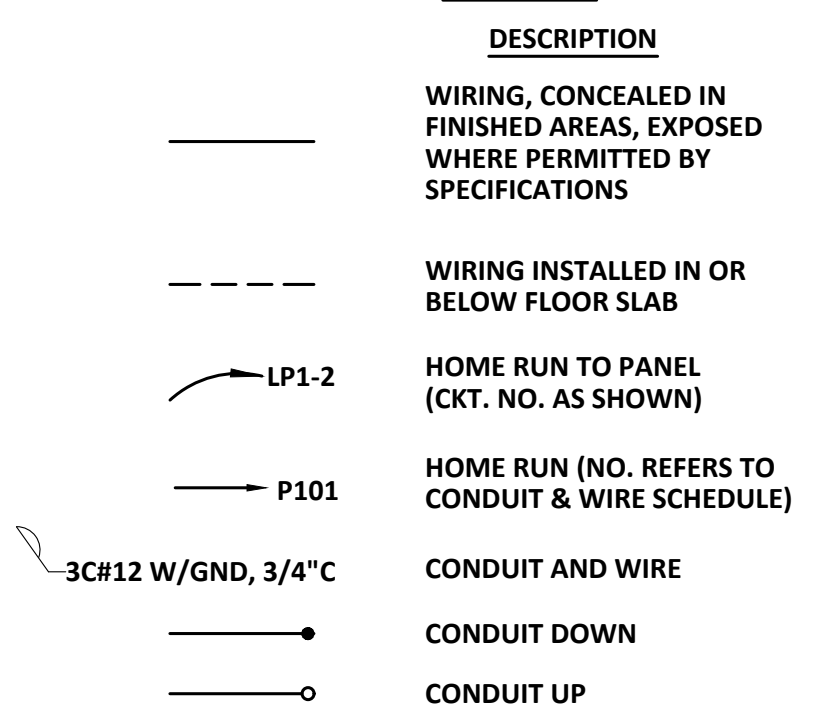 DESCRIPTION
WIRING, CONCEALED IN
FINISHED AREAS, EXPOSED
WHERE PERMITTED BY
SPECIFICATIONS
WIRING INSTALLED IN OR
BELOW FLOOR SLAB
LP1-2
HOME RUN TO PANEL
(CKT. NO. AS SHOWN)
P101
HOME RUN (NO. REFERS TO
CONDUIT & WIRE SCHEDULE)
3C#12 W/GND, 3/4"C
CONDUIT AND WIRE
CONDUIT DOWN
CONDUIT UP